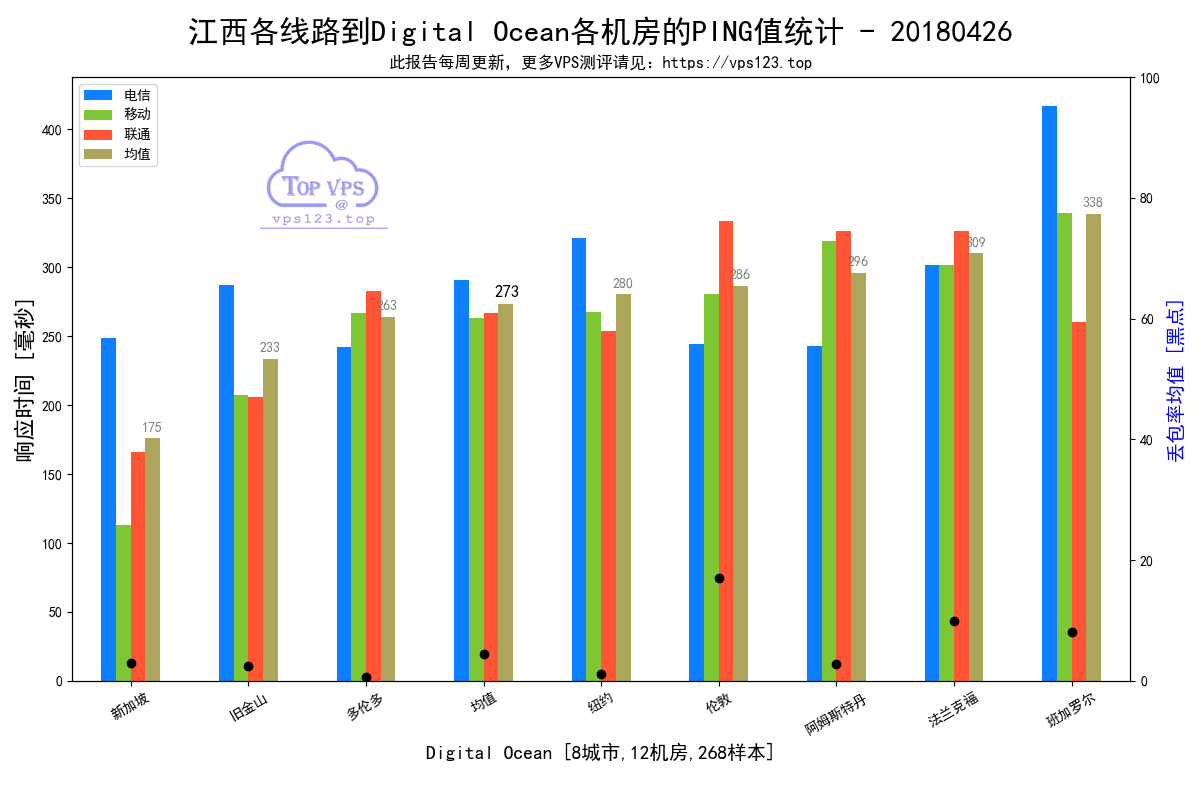 江西各线路到Digital Ocean各机房的PING值统计 - 20180426
此报告每周更新，更多VPS测评请见：https://vps123.top
电信
移动
联通
均值
TOP VPS
@
vps123.top
响应时间 [毫秒]
400
350
300
250
200
150
100
50
0
175
233
263
273
280
286
296
309
338
100
80
60
40
20
0
丢包率均值 [黑点]
新加坡
旧金山
多伦多
均值
纽约
伦敦
阿姆斯特丹
法兰克福
班加罗尔
Digital Ocean [8城市,12机房,268样本]